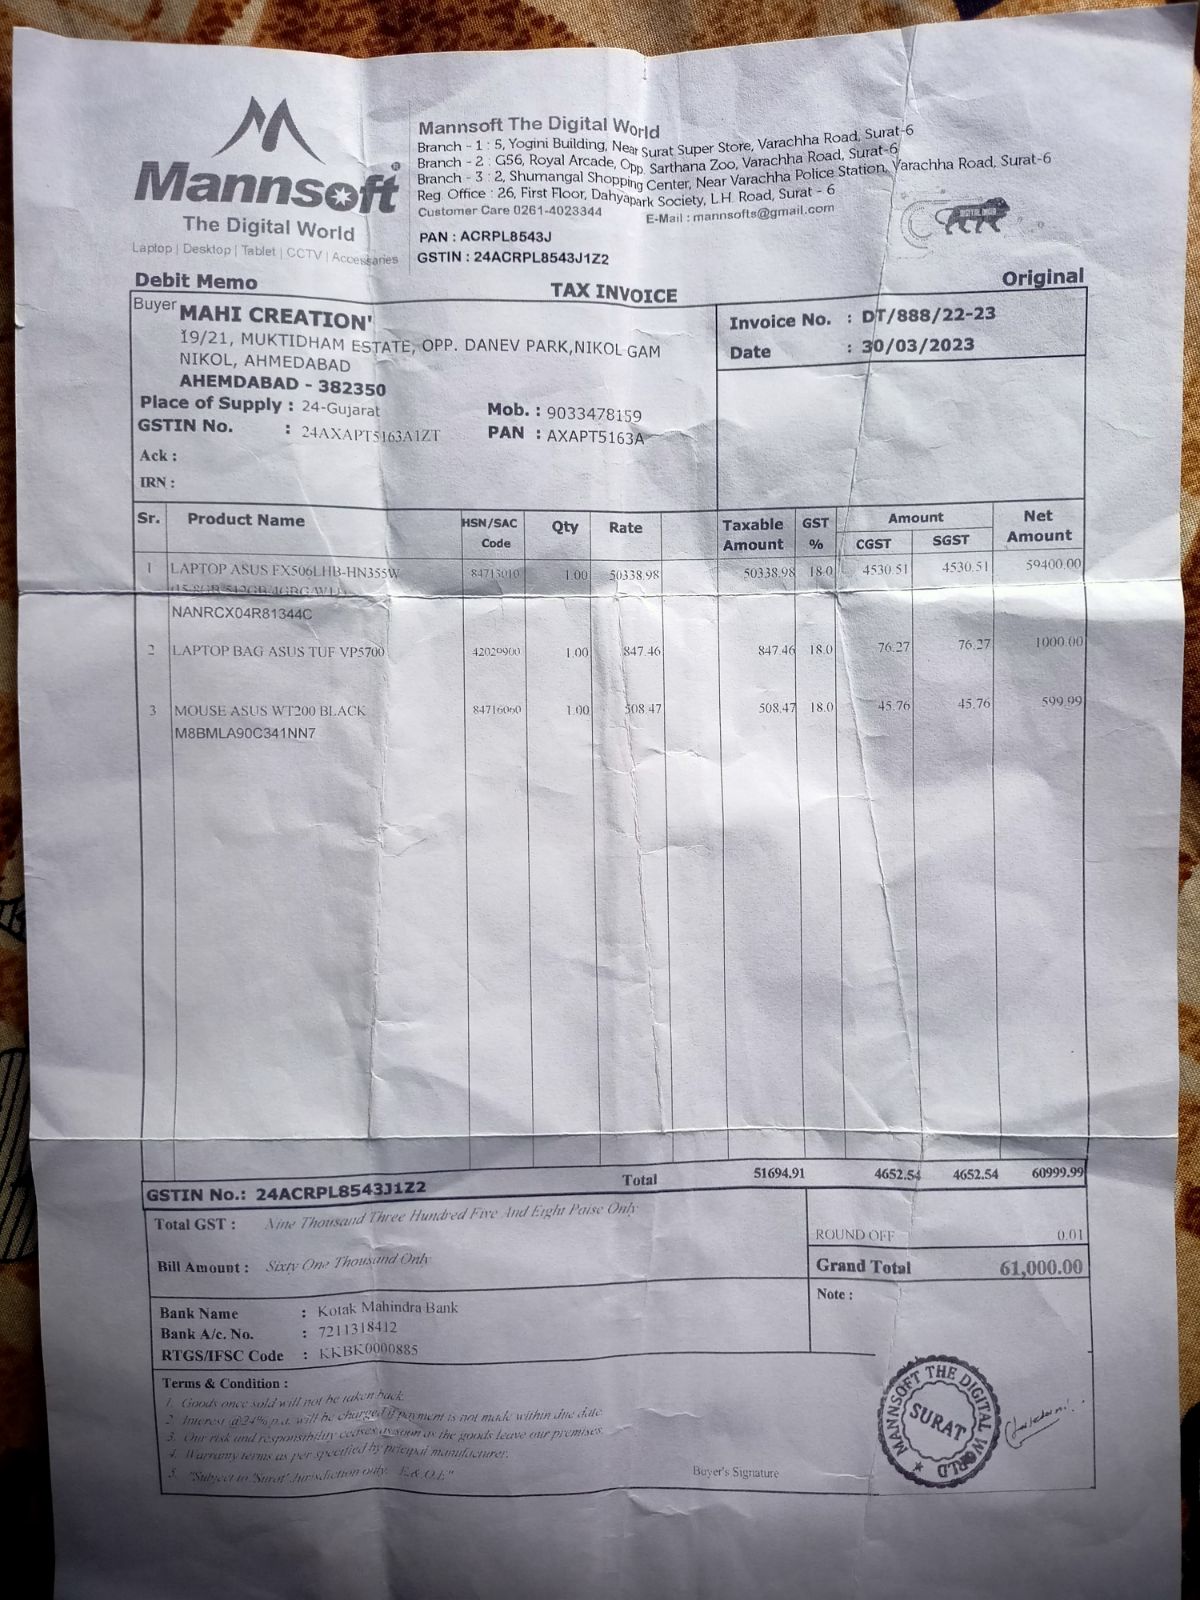 Mannsoft
The Digital World
Laptop | Desktop | Tablet | CCTV | Accessaries
Mannsoft The Digital World
Branch - 1 : 5, Yogini Building, Near Surat Super Store, Varachha Road, Surat-6
Branch - 2 : G56, Royal Arcade, Opp. Sarthana Zoo, Varachha Road, Surat-6
Branch - 3 : 2, Shumangal Shopping Center, Near Varachha Police Station, Varachha Road, Surat-6
Reg. Office : 26, First Floor, Dahyapark Society, L.H. Road, Surat - 6
Customer Care 0261-4023344 E-Mail : mannsofts@gmail.com
PAN : ACRPL8543J
GSTIN : 24ACRPL8543J1Z2
Debit Memo TAX INVOICE Original
Buyer MAHI CREATION'
19/21, MUKTIDHAM ESTATE, OPP. DANEV PARK,NIKOL GAM
NIKOL, AHMEDABAD
AHEMDABAD - 382350
Place of Supply : 24-Gujarat Mob. : 9033478159
GSTIN No. : 24AXAPT5163A1ZT PAN : AXAPT5163A
Ack :
IRN :
Invoice No. : DT/888/22-23
Date : 30/03/2023
Sr. Product Name HSN/SAC Code Qty Rate Taxable Amount GST % Amount CGST SGST Net Amount
1 LAPTOP ASUS FX506LHB-HN355W 84713010 1.00 50338.98 50338.98 18.0 4530.51 4530.51 59400.00
NANRCX04R81344C
2 LAPTOP BAG ASUS TUF VP5700 42029900 1.00 847.46 847.46 18.0 76.27 76.27 1000.00
3 MOUSE ASUS WT200 BLACK 84716060 1.00 508.47 508.47 18.0 45.76 45.76 599.99
M8BMLA90C341NN7
Total 51694.91 4652.54 4652.54 60999.99
GSTIN No.: 24ACRPL8543J1Z2
Total GST : Nine Thousand Three Hundred Five And Eight Paise Only
ROUND OFF 0.01
Bill Amount : Sixty One Thousand Only
Grand Total 61,000.00
Note :
Bank Name : Kotak Mahindra Bank
Bank A/c. No. : 7211318412
RTGS/IFSC Code : KKBK0000885
Terms & Condition :
1. Goods once sold will not be taken back.
2. Interest @24% p.a. will be charged if payment is not made within due date.
3. Our risk and responsibility ceases as soon as the goods leave our premises.
4. Warranty terms as per specified by pricipal manufacturer.
5. "Subject to 'Surat' Jurisdiction only. E.& O.E"
Buyer's Signature
MANNSOFT THE DIGITAL WORLD
SURAT